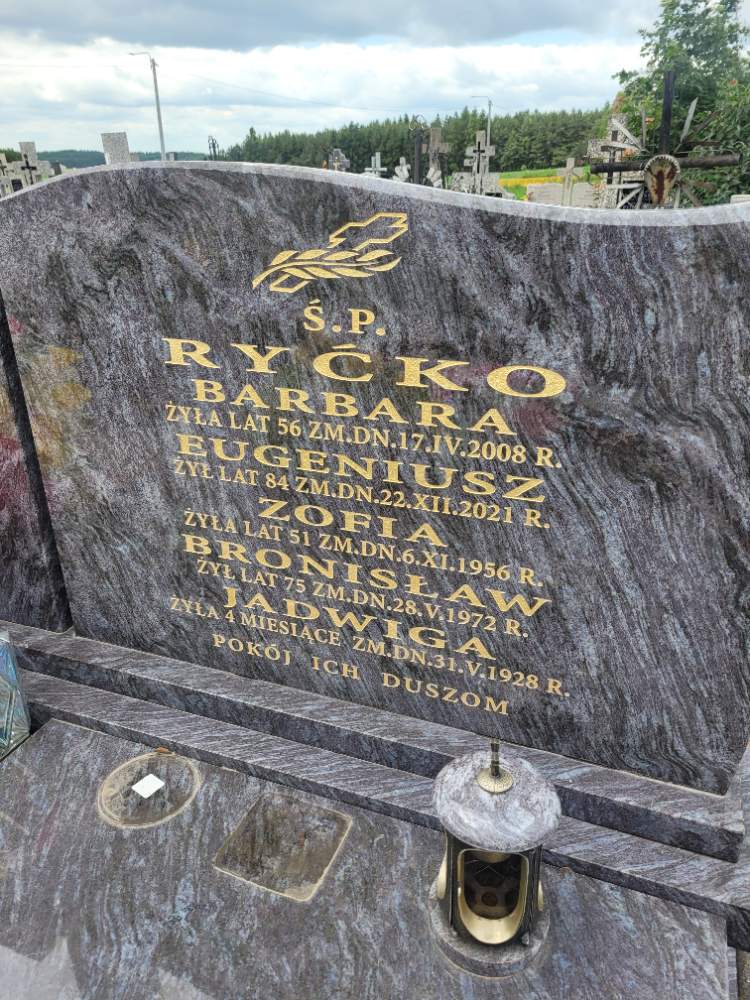 Ś.P.
RYĆKO
BARBARA
ŻYŁA LAT 56 ZM.DN.17.IV.2008 R.
EUGENIUSZ
ŻYŁ LAT 84 ZM.DN.22.XII.2021 R.
ZOFIA
ŻYŁA LAT 51 ZM.DN.6.XI.1956 R.
BRONISŁAW
ŻYŁ LAT 75 ZM.DN.28.V.1972 R.
JADWIGA
ŻYŁA 4 MIESIĄCE ZM.DN.31.V.1928 R.
POKÓJ ICH DUSZOM